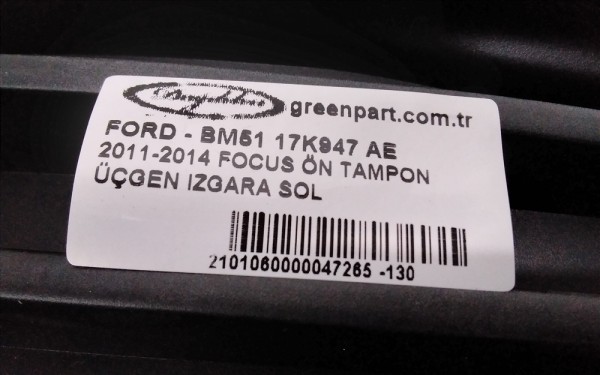 greenpart.com.tr
FORD - BM51 17K947 AE
2011-2014 FOCUS ÖN TAMPON
ÜÇGEN IZGARA SOL
2101060000047265 -130